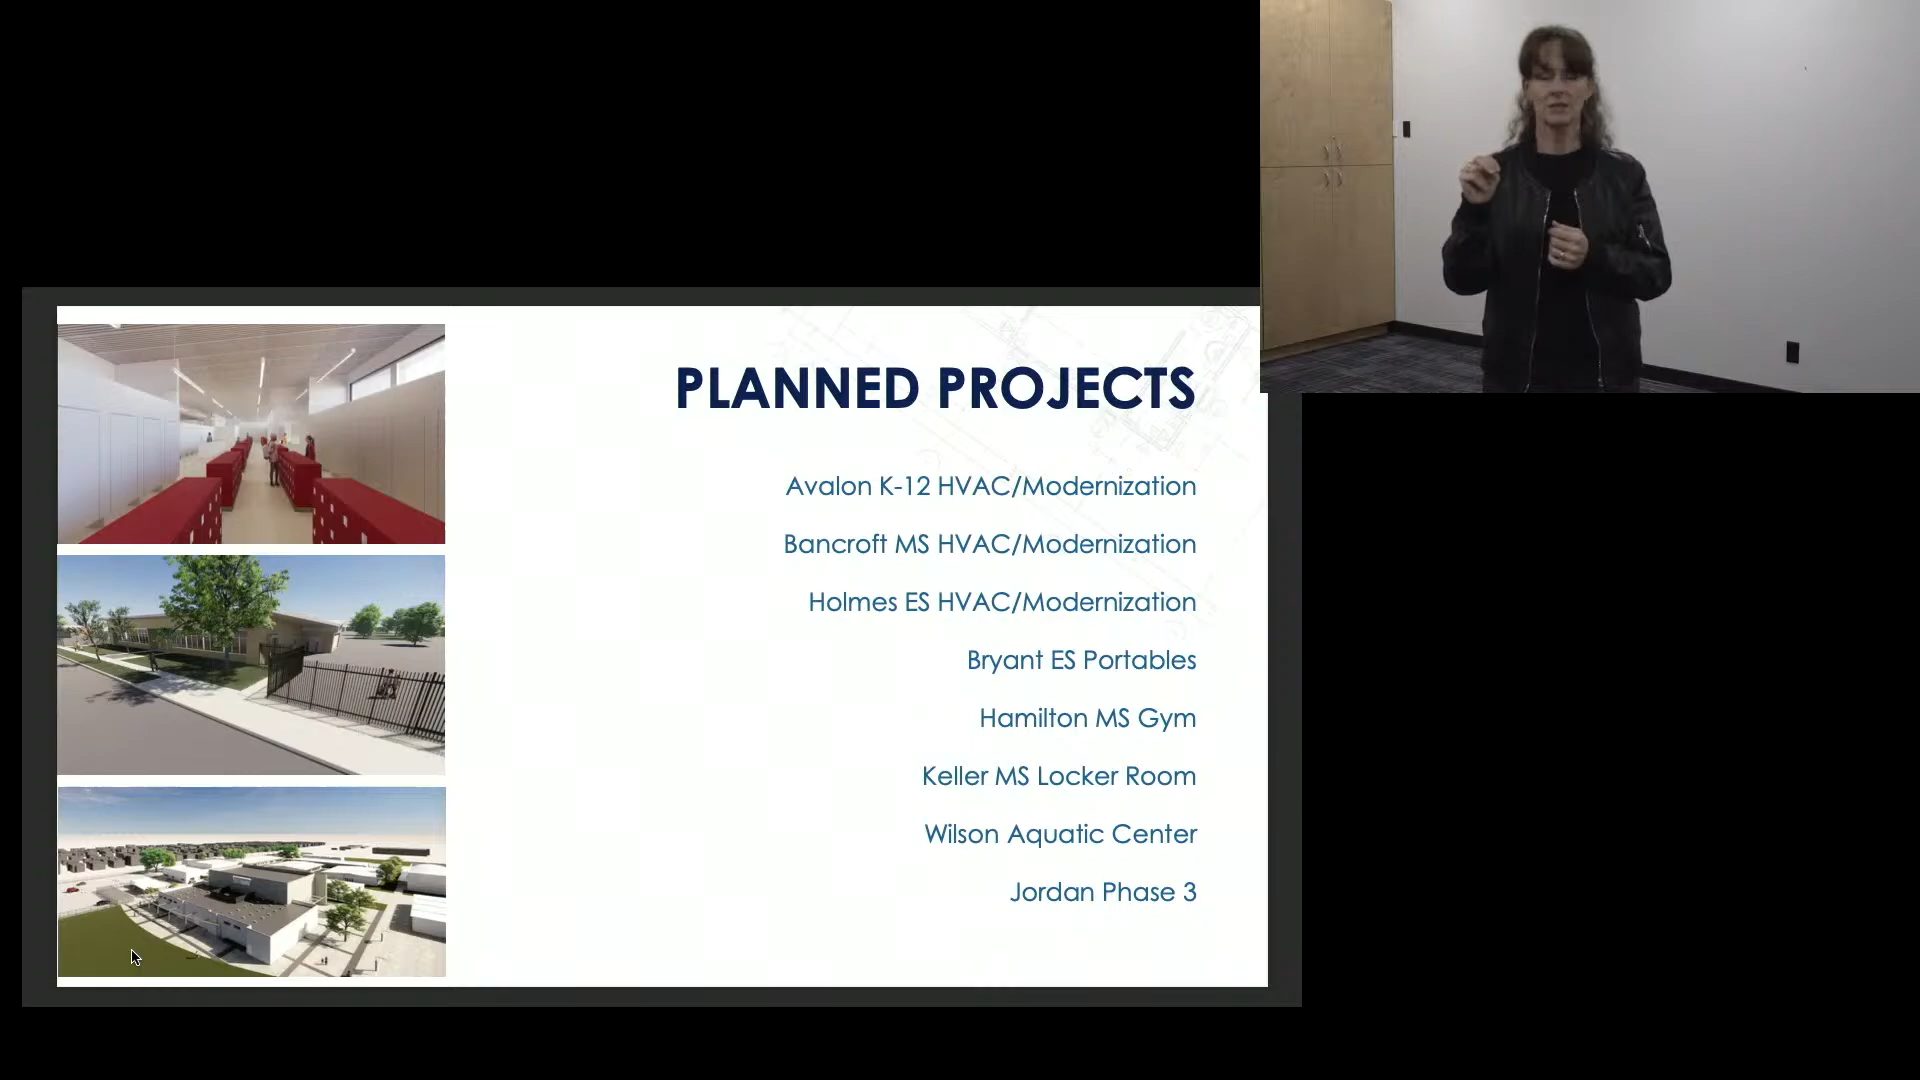 PLANNED PROJECTS
Avalon K-12 HVAC/Modernization
Bancroft MS HVAC/Modernization
Holmes ES HVAC/Modernization
Bryant ES Portables
Hamilton MS Gym
Keller MS Locker Room
Wilson Aquatic Center
Jordan Phase 3